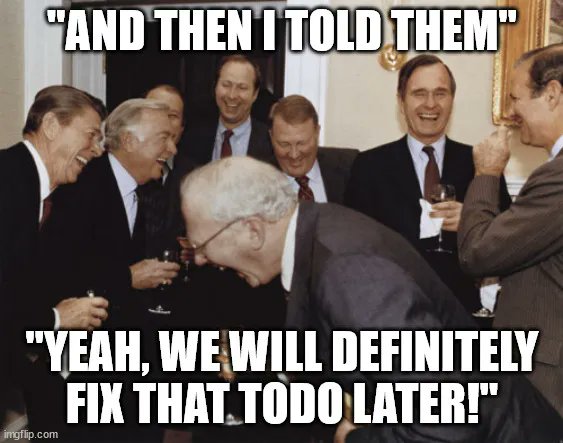 "AND THEN I TOLD THEM"
"YEAH, WE WILL DEFINITELY
FIX THAT TODO LATER!"
imgflip.com